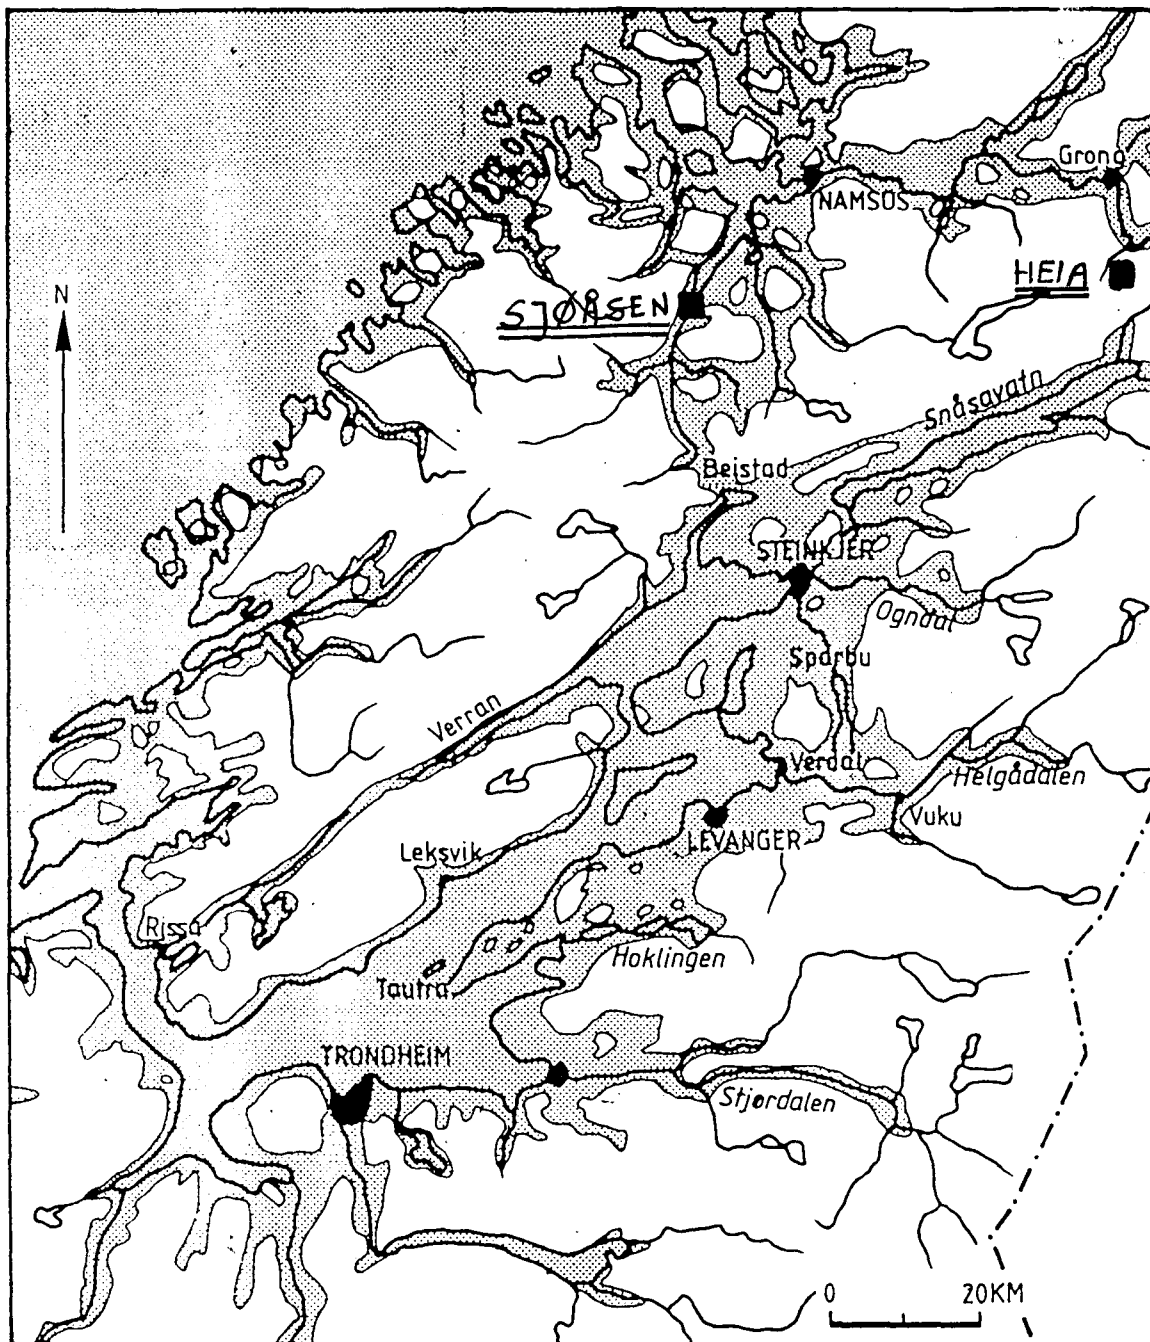 Grong
NAMSOS
HEIA
N
SJØÅSEN
Snåsavatn
Beistad
STEINKJER
Ogndal
Sparbu
Verran
Verdal
Helgådalen
Vuku
LEVANGER
Leksvik
Rissa
Hoklingen
Tautra
TRONDHEIM
Stjørdalen
0 20KM